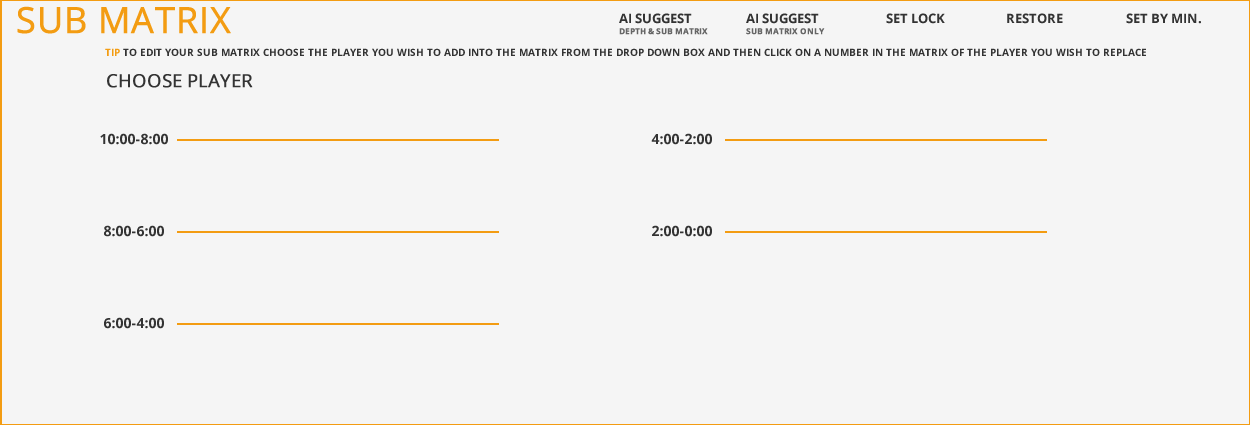 SUB MATRIX
AI SUGGEST
DEPTH & SUB MATRIX
AI SUGGEST
SUB MATRIX ONLY
SET LOCK
RESTORE
SET BY MIN.
TIP TO EDIT YOUR SUB MATRIX CHOOSE THE PLAYER YOU WISH TO ADD INTO THE MATRIX FROM THE DROP DOWN BOX AND THEN CLICK ON A NUMBER IN THE MATRIX OF THE PLAYER YOU WISH TO REPLACE
CHOOSE PLAYER
10:00-8:00
8:00-6:00
6:00-4:00
4:00-2:00
2:00-0:00